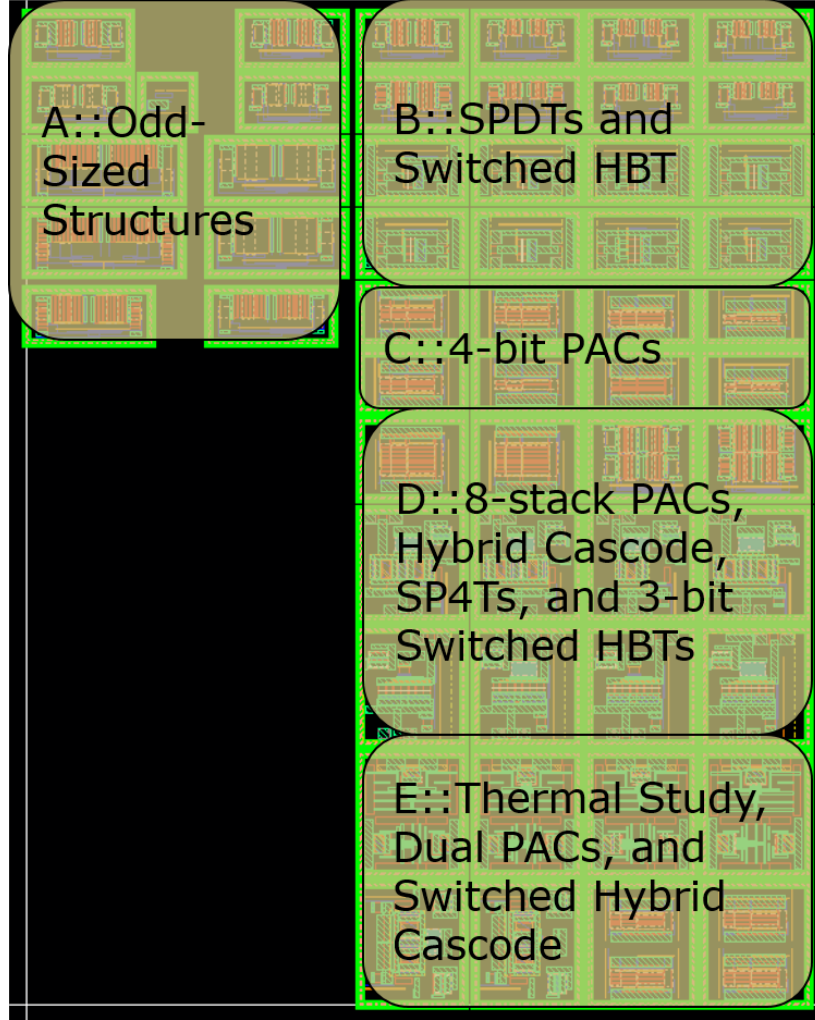 A::Odd-
Sized
Structures
B::SPDTs and
Switched HBT
C::4-bit PACs
D::8-stack PACs,
Hybrid Cascode,
SP4Ts, and 3-bit
Switched HBTs
E::Thermal Study,
Dual PACs, and
Switched Hybrid
Cascode